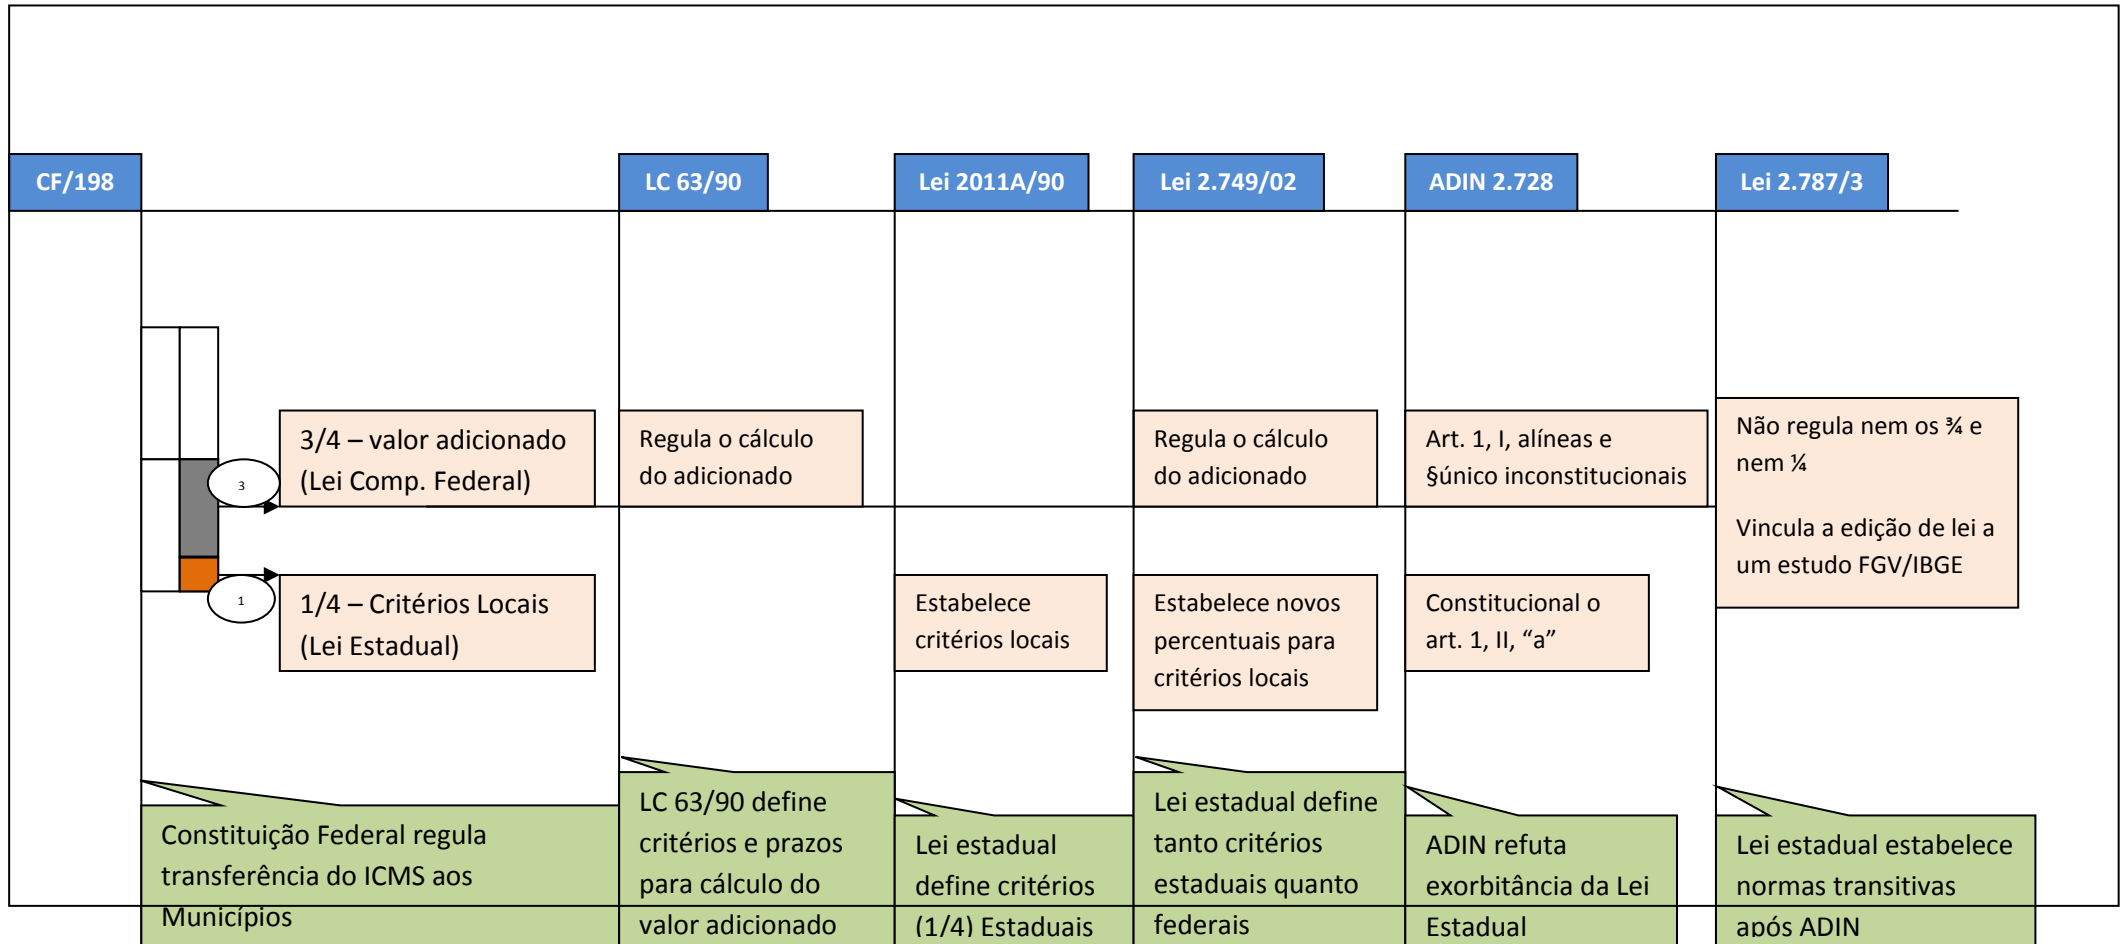 CF/198
LC 63/90
Lei 2011A/90
Lei 2.749/02
ADIN 2.728
Lei 2.787/3
3
3/4 – valor adicionado
(Lei Comp. Federal)
Regula o cálculo
do adicionado
Regula o cálculo
do adicionado
Art. 1, I, alíneas e
§único inconstitucionais
Não regula nem os ¾ e
nem ¼
Vincula a edição de lei a
um estudo FGV/IBGE
1
1/4 – Critérios Locais
(Lei Estadual)
Estabelece
critérios locais
Estabelece novos
percentuais para
critérios locais
Constitucional o
art. 1, II, “a”
Constituição Federal regula
transferência do ICMS aos
Municípios
LC 63/90 define
critérios e prazos
para cálculo do
valor adicionado
Lei estadual
define critérios
(1/4) Estaduais
Lei estadual define
tanto critérios
estaduais quanto
federais
ADIN refuta
exorbitância da Lei
Estadual
Lei estadual estabelece
normas transitivas
após ADIN